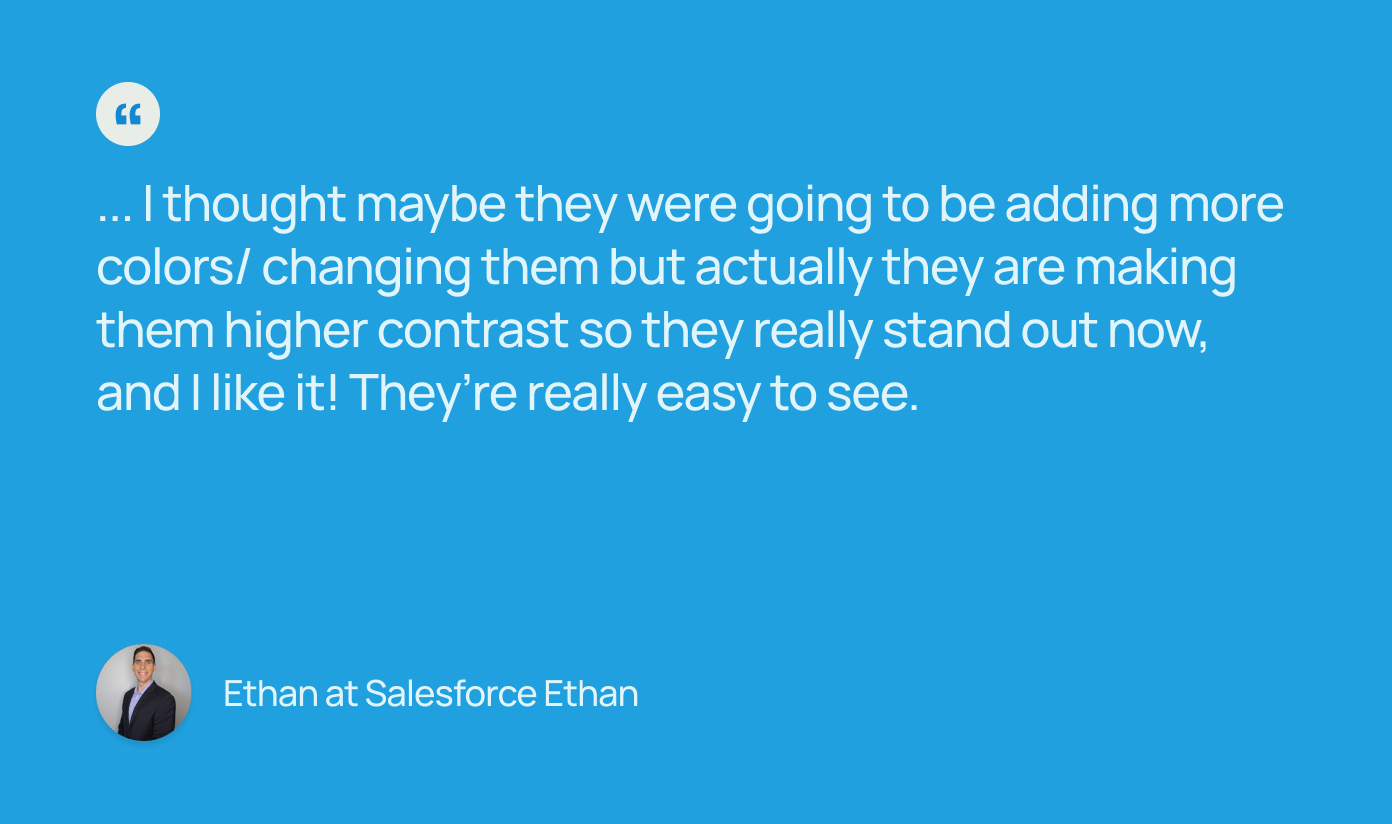 “
... I thought maybe they were going to be adding more
colors/ changing them but actually they are making
them higher contrast so they really stand out now,
and I like it! They’re really easy to see.
Ethan at Salesforce Ethan